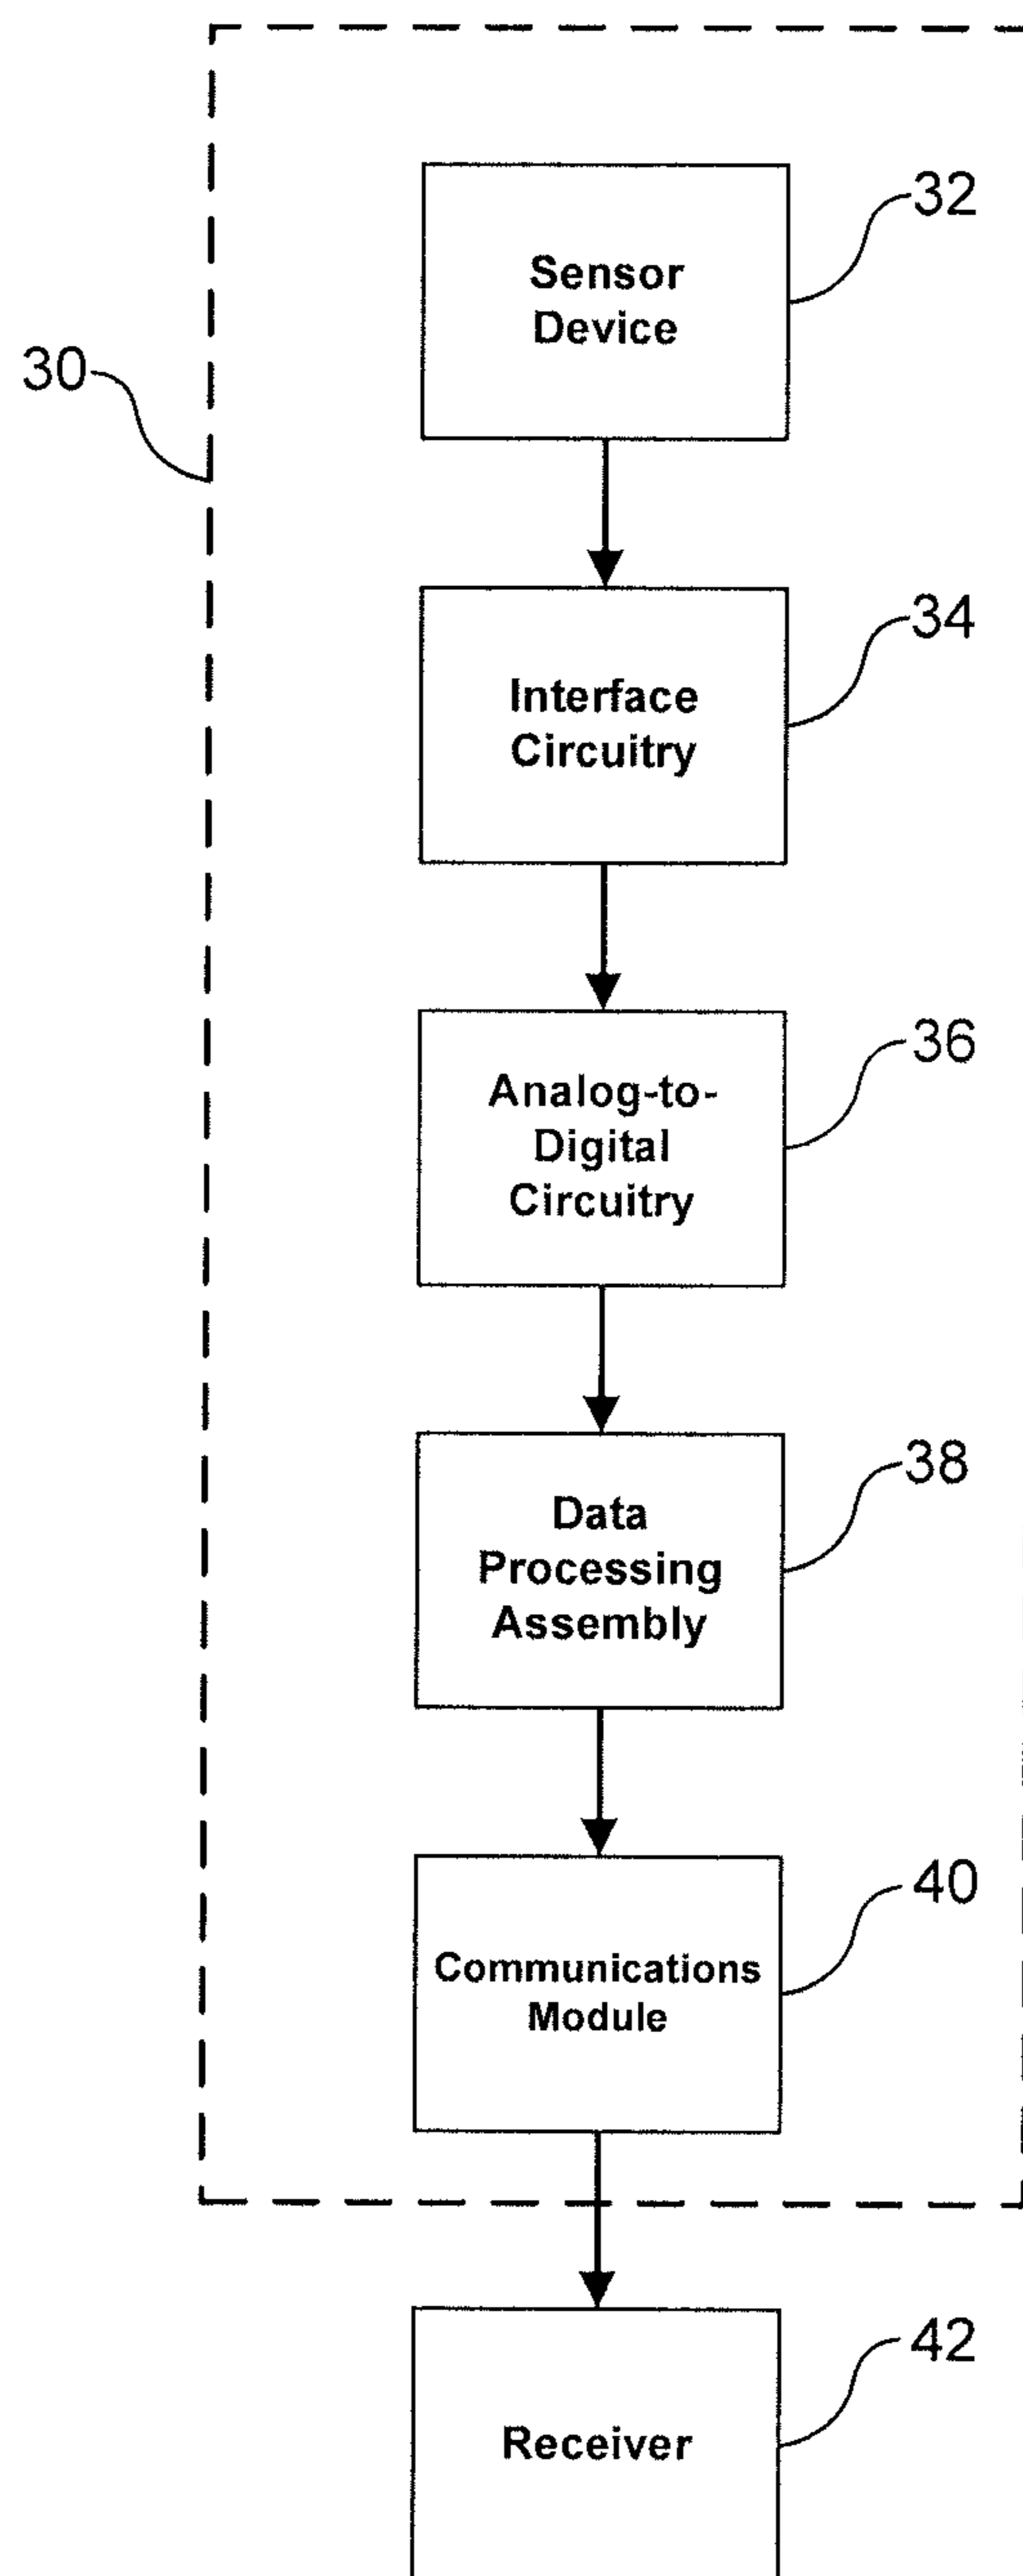 32
Sensor
Device
30
34
Interface
Circuitry
36
Analog-to-
Digital
Circuitry
38
Data
Processing
Assembly
40
Communications
Module
42
Receiver